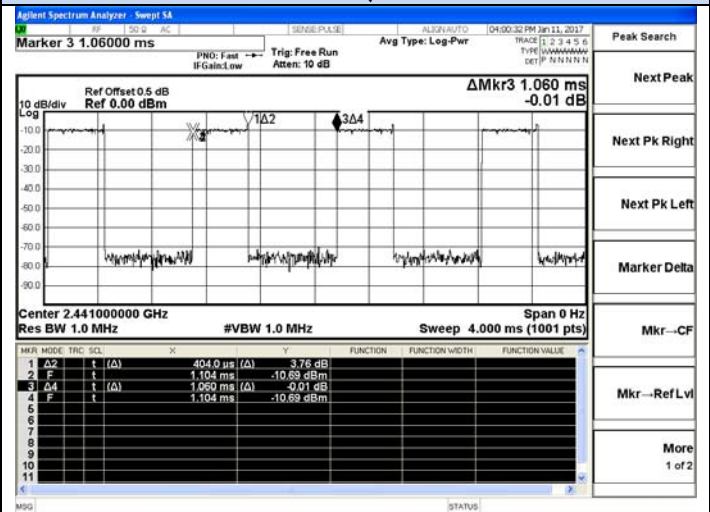 Agilent Spectrum Analyzer - Swept SA
RF 50 Ω AC SENSE:PULSE ALIGN AUTO 04:00:32 PM Jan 11, 2017
Marker 3 1.06000 ms
PNO: Fast
IFGain:Low
Trig: Free Run
Atten: 10 dB
Avg Type: Log-Pwr
TRACE 1 2 3 4 5 6
TYPE WWWWWW
DET P NNNNN
Ref Offset 0.5 dB
10 dB/div Ref 0.00 dBm
ΔMkr3 1.060 ms
-0.01 dB
Log
-10.0
-20.0
-30.0
-40.0
-50.0
-60.0
-70.0
-80.0
-90.0
1Δ2
3Δ4
Center 2.441000000 GHz Span 0 Hz
Res BW 1.0 MHz #VBW 1.0 MHz Sweep 4.000 ms (1001 pts)
MKR MODE TRC SCL X Y FUNCTION FUNCTION WIDTH FUNCTION VALUE
1 Δ2 t (Δ) 404.0 us (Δ) 3.76 dB
2 F t 1.104 ms -10.69 dBm
3 Δ4 t (Δ) 1.060 ms (Δ) -0.01 dB
4 F t 1.104 ms -10.69 dBm
5
6
7
8
9
10
11
MSG STATUS
Peak Search
Next Peak
Next Pk Right
Next Pk Left
Marker Delta
Mkr→CF
Mkr→Ref Lvl
More
1 of 2